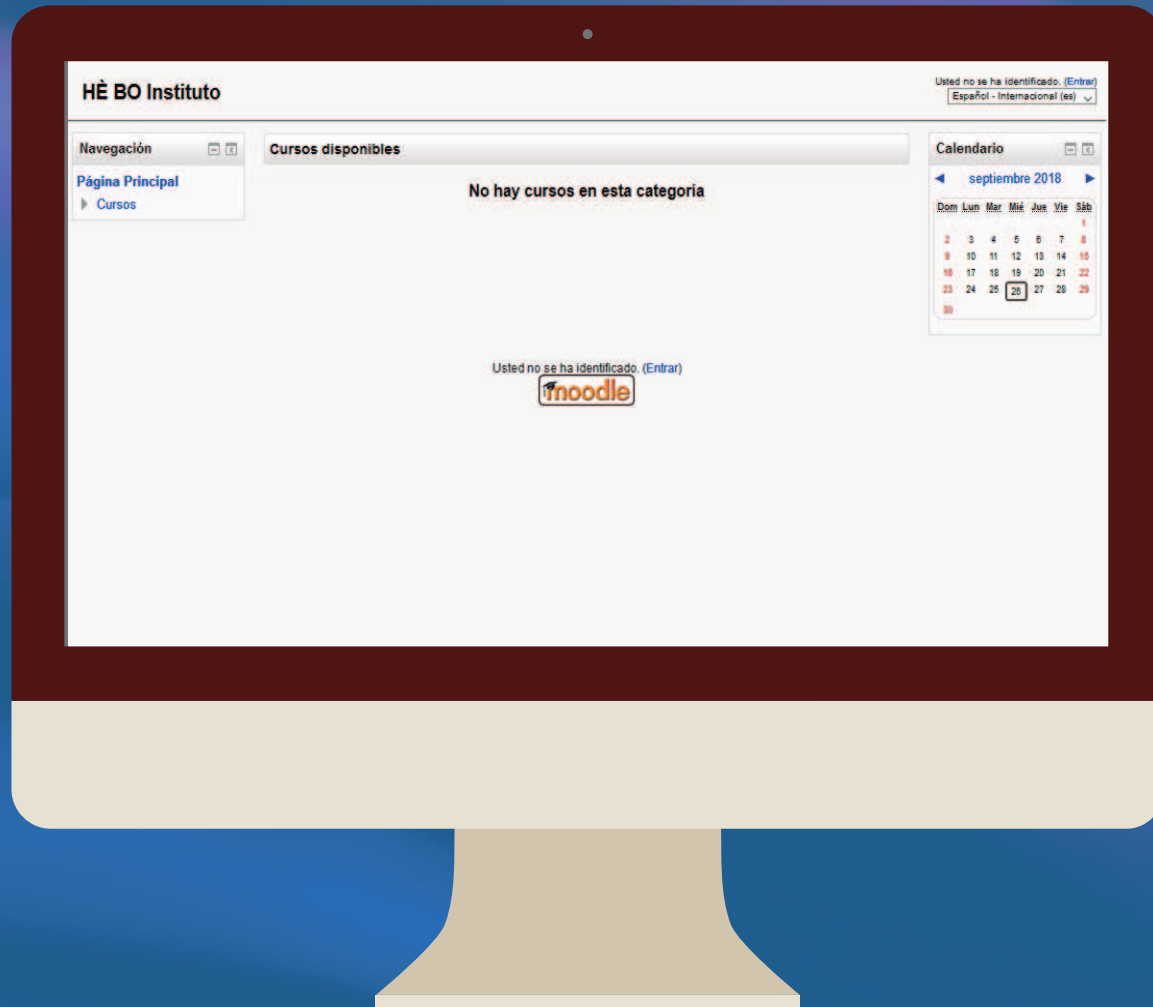 HÈ BO Instituto
Usted no se ha identificado. (Entrar)
Español - Internacional (es)
Navegación
Página Principal
Cursos
Cursos disponibles
No hay cursos en esta categoría
Usted no se ha identificado. (Entrar)
moodle
Calendario
septiembre 2018
Dom Lun Mar Mié Jue Vie Sáb
1
2 3 4 5 6 7 8
9 10 11 12 13 14 15
16 17 18 19 20 21 22
23 24 25 26 27 28 29
30